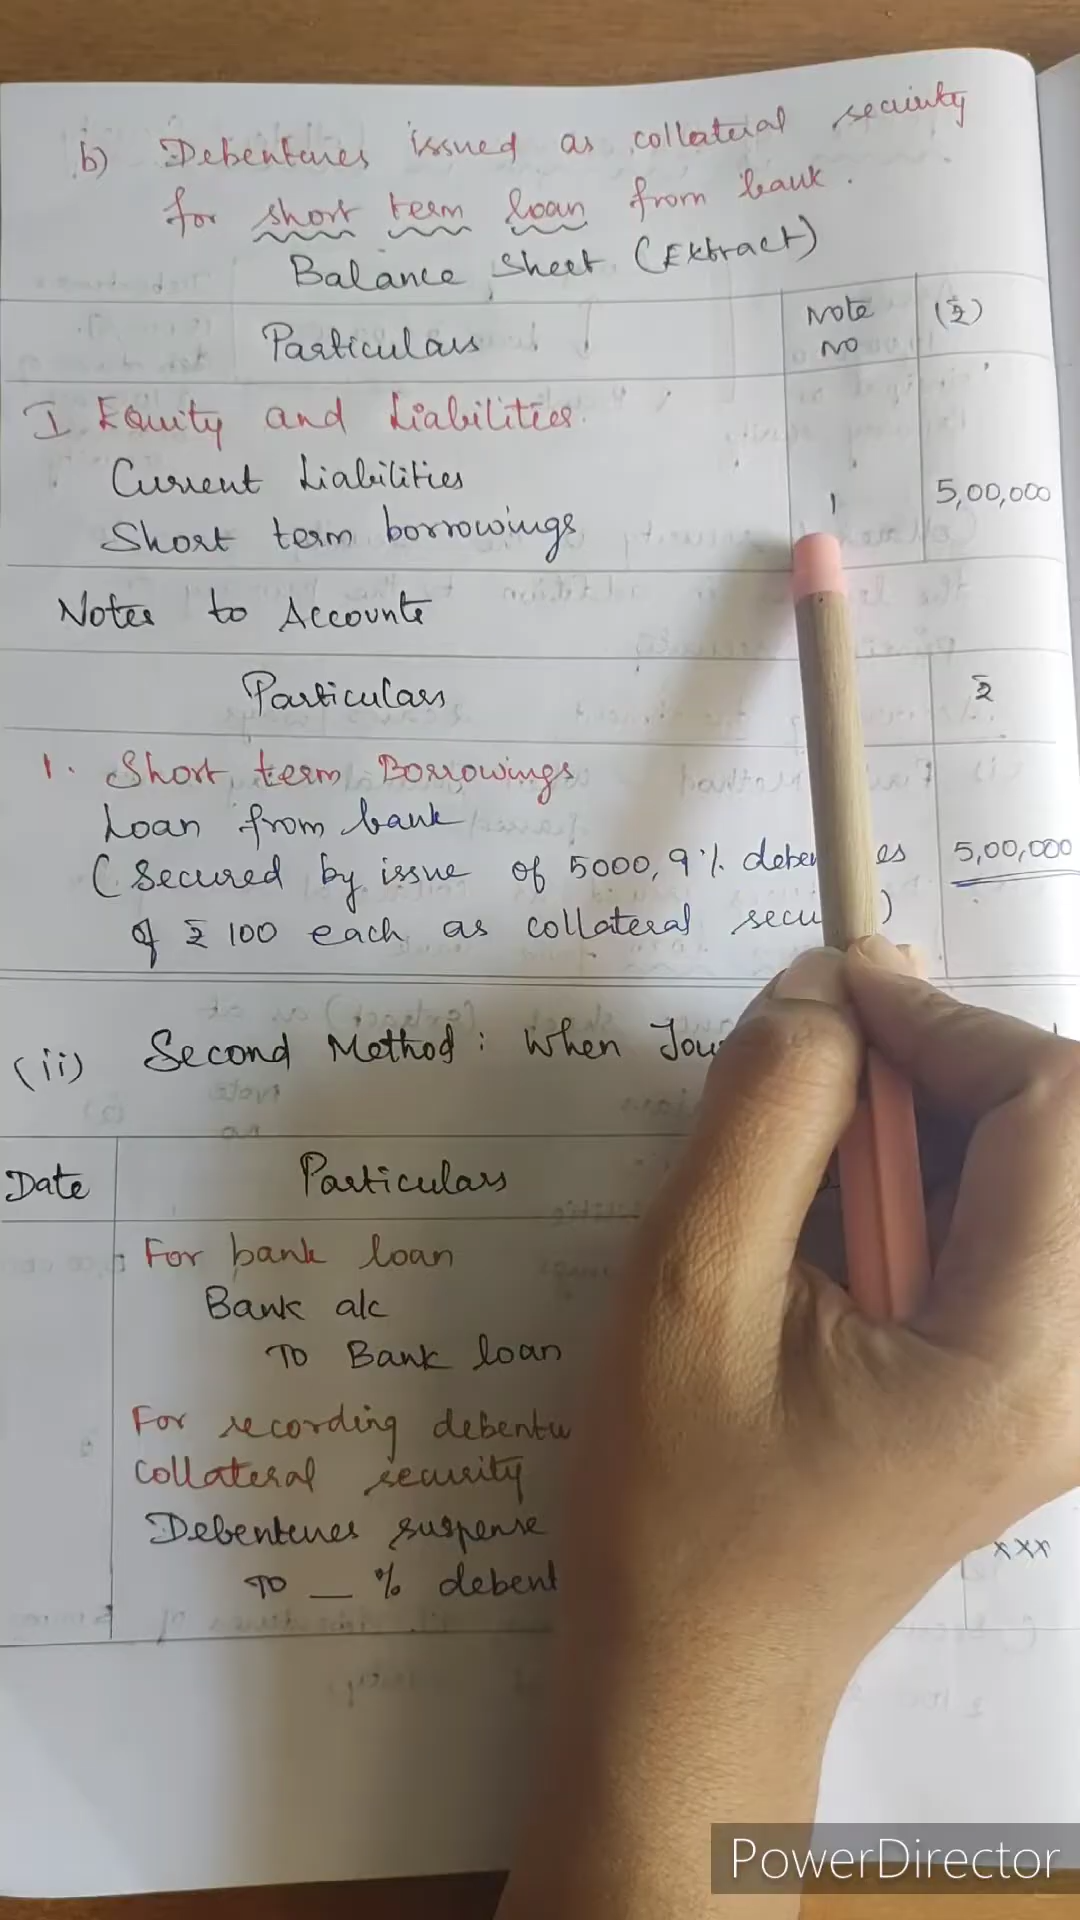 b) Debentures issued as collateral security
for short term loan from bank.
Balance Sheet (Extract)
Particulars Note no (₹)
I Equity and Liabilities
Current Liabilities
Short term borrowings 1 5,00,000
Notes to Accounts
Particulars ₹
1. Short term Borrowings
Loan from bank
(Secured by issue of 5000, 9% deben es 5,00,000
of ₹ 100 each as collateral secu )
(ii) Second Method: When Jou
Date Particulars
For bank loan
Bank a/c
To Bank loan
For recording debentu
collateral security
Debentures suspense
xxx
To _ % debent
PowerDirector